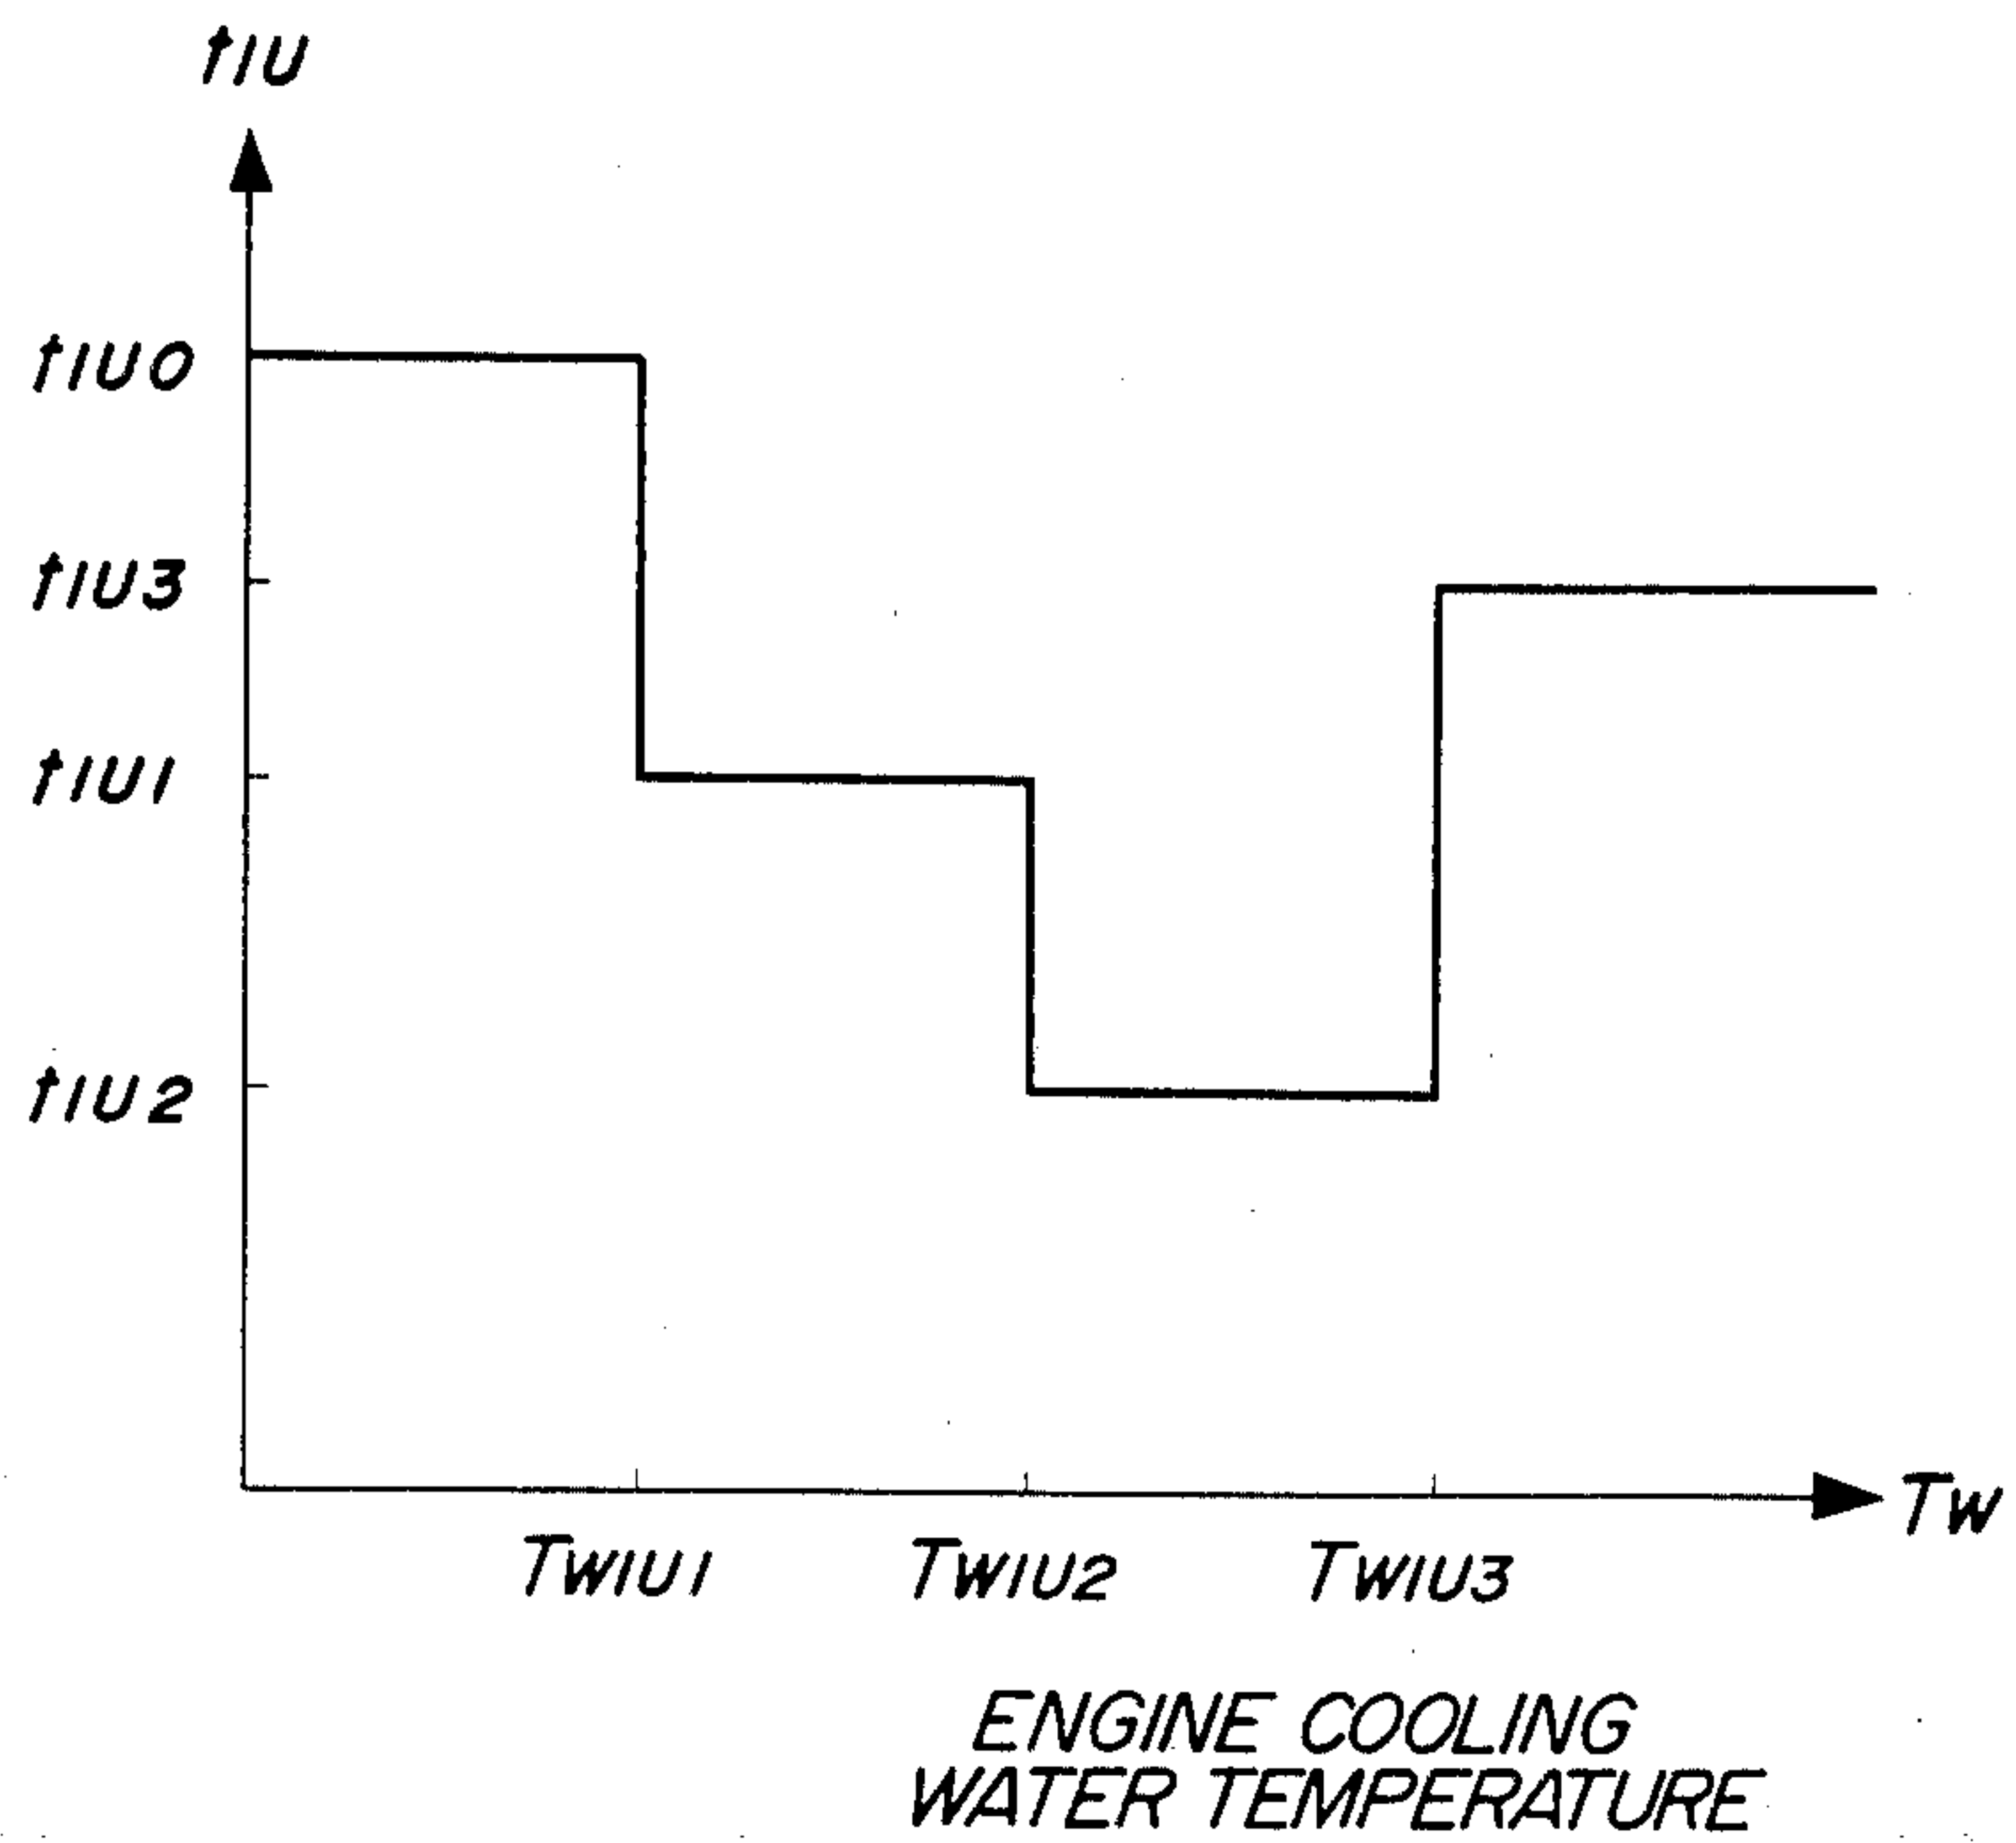 tIU
tIU0
tIU3
tIU1
tIU2
TW
TWIU1
TWIU2
TWIU3
ENGINE COOLING
WATER TEMPERATURE